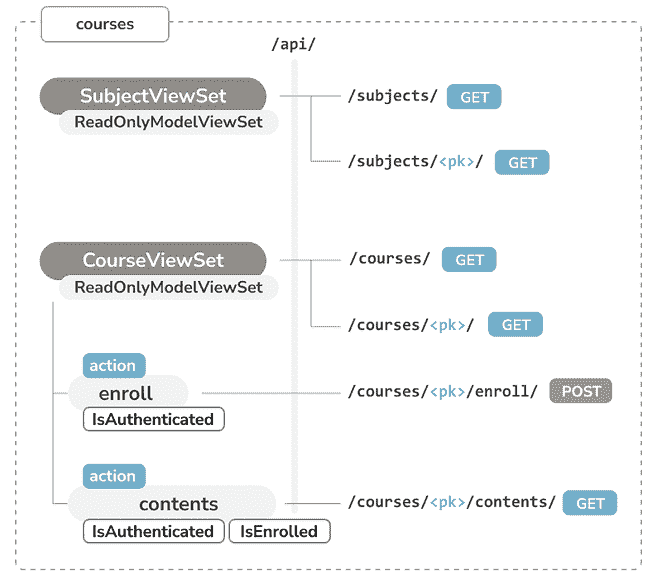 courses
/api/
SubjectViewSet
ReadOnlyModelViewSet
/subjects/ GET
/subjects/<pk>/ GET
CourseViewSet
ReadOnlyModelViewSet
/courses/ GET
/courses/<pk>/ GET
action
enroll
IsAuthenticated
/courses/<pk>/enroll/ POST
action
contents
IsAuthenticated IsEnrolled
/courses/<pk>/contents/ GET